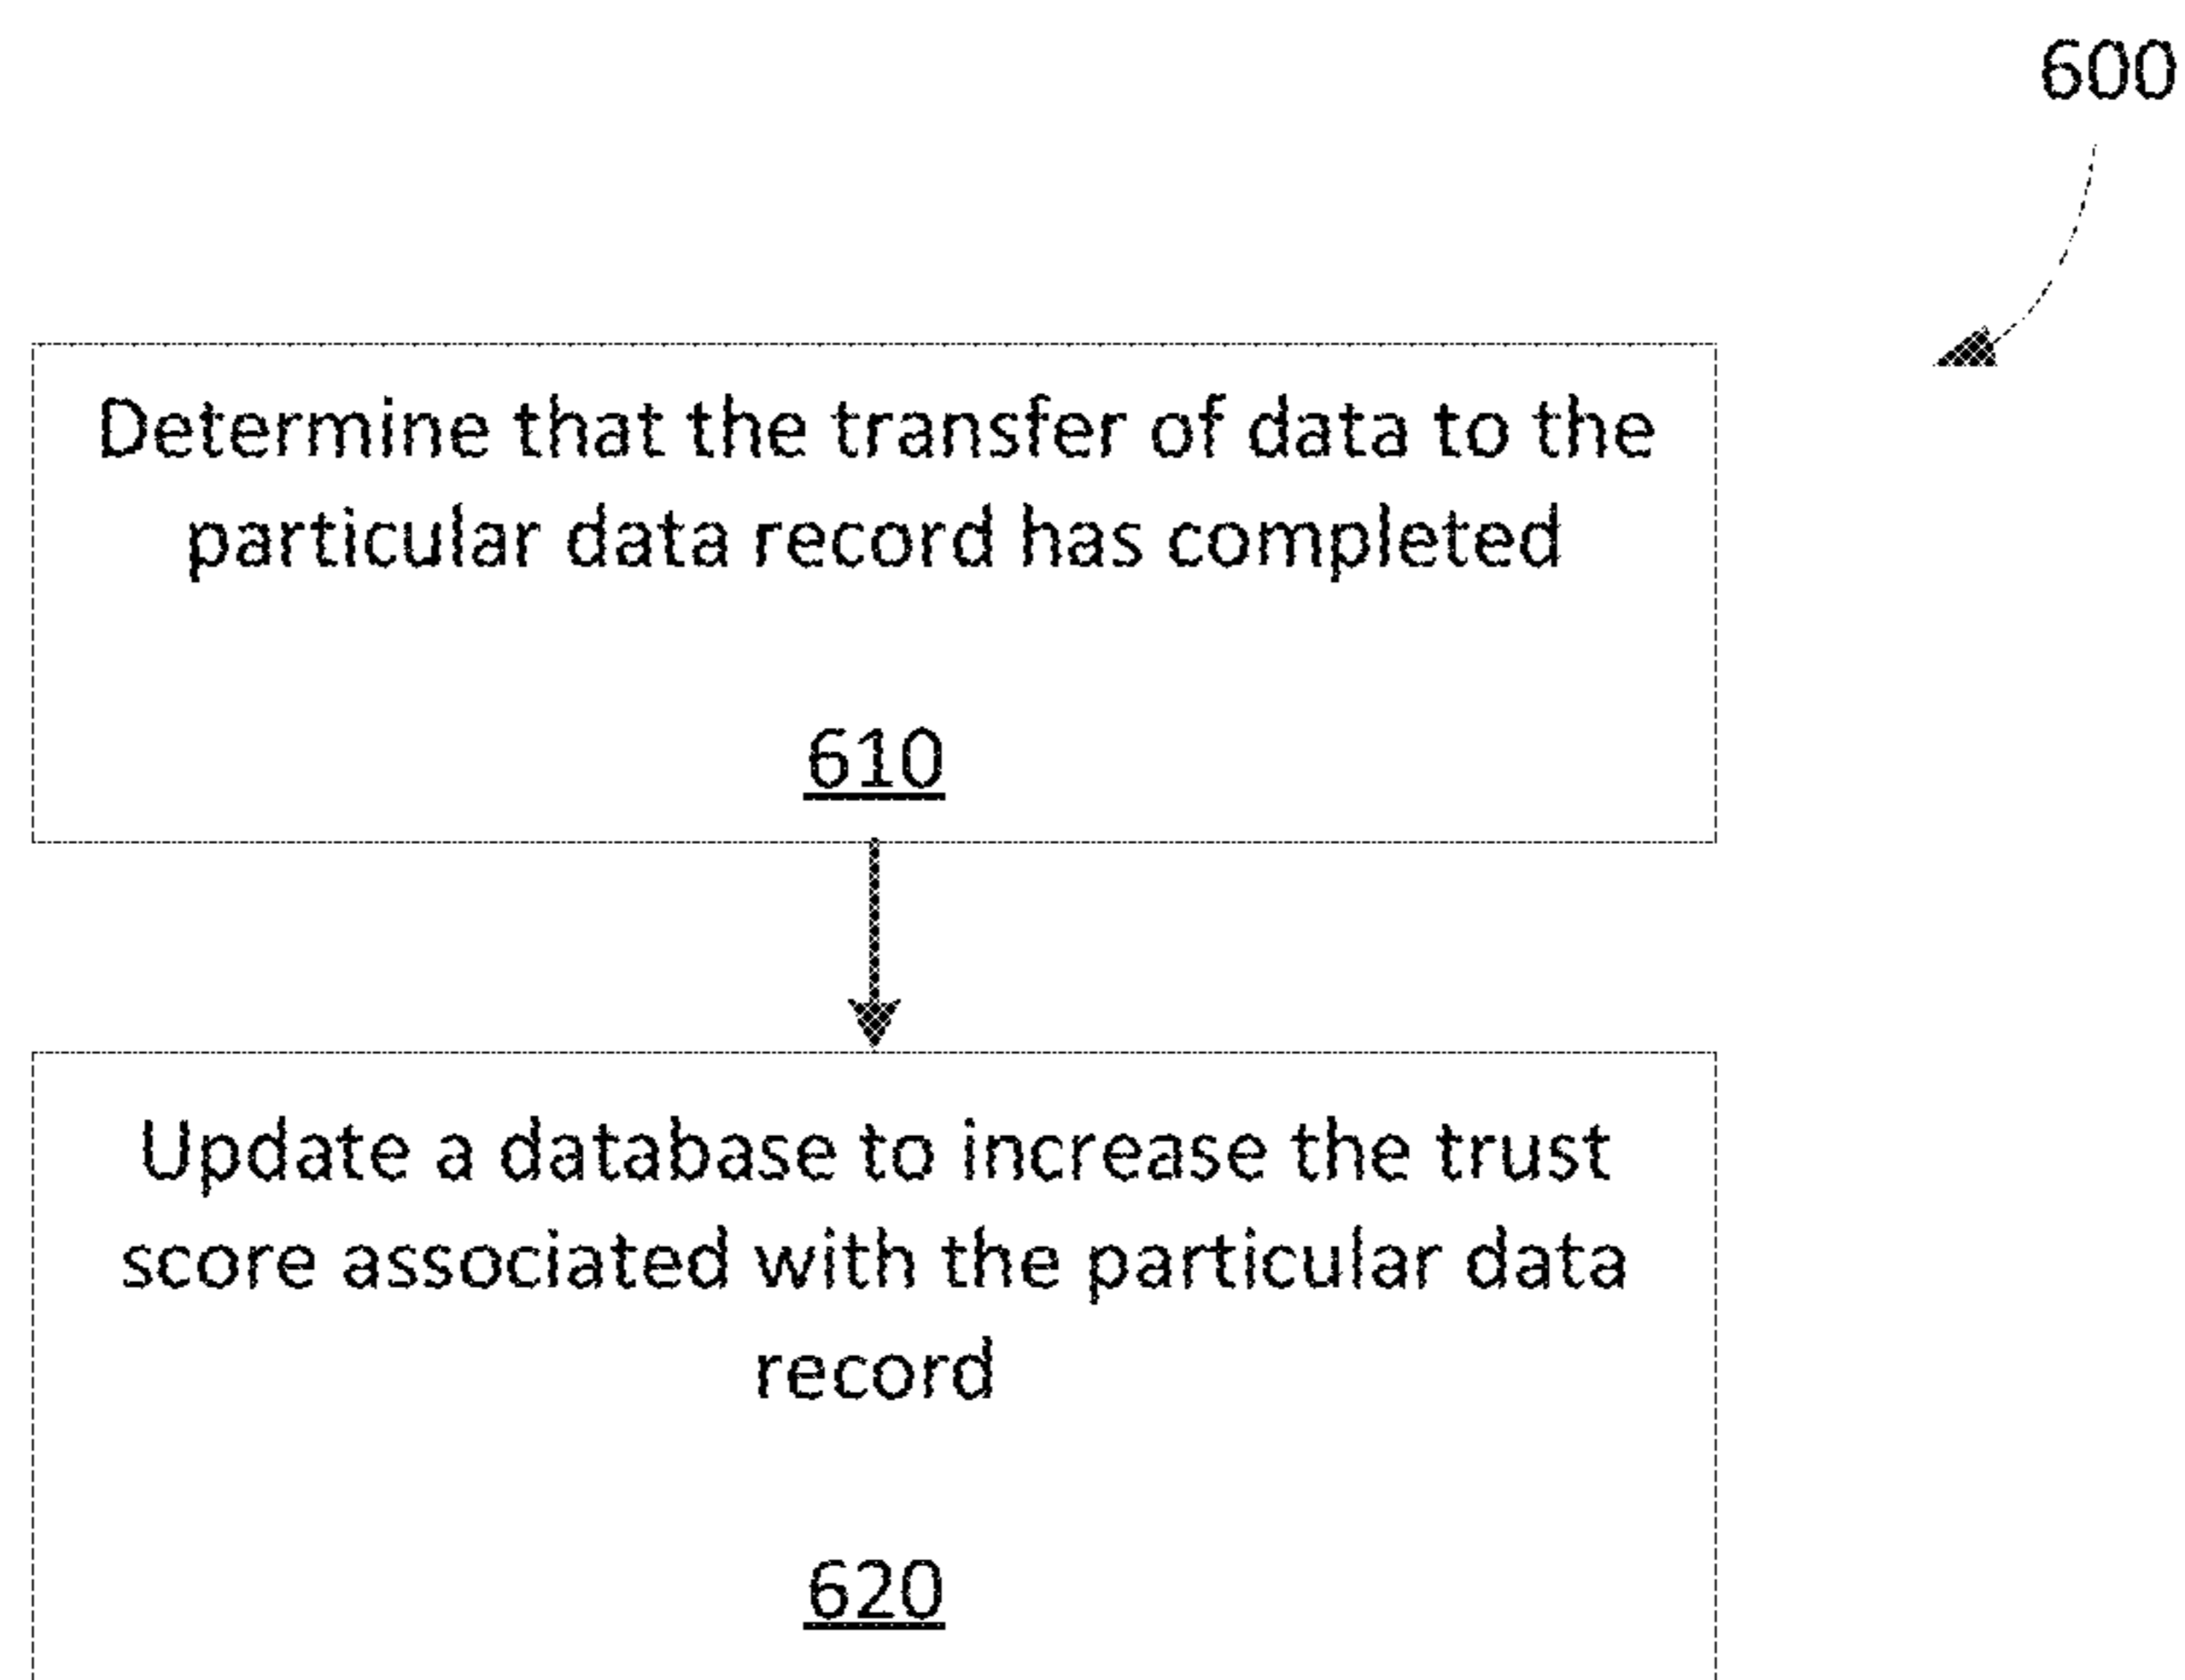 600
Determine that the transfer of data to the
particular data record has completed
610
Update a database to increase the trust
score associated with the particular data
record
620